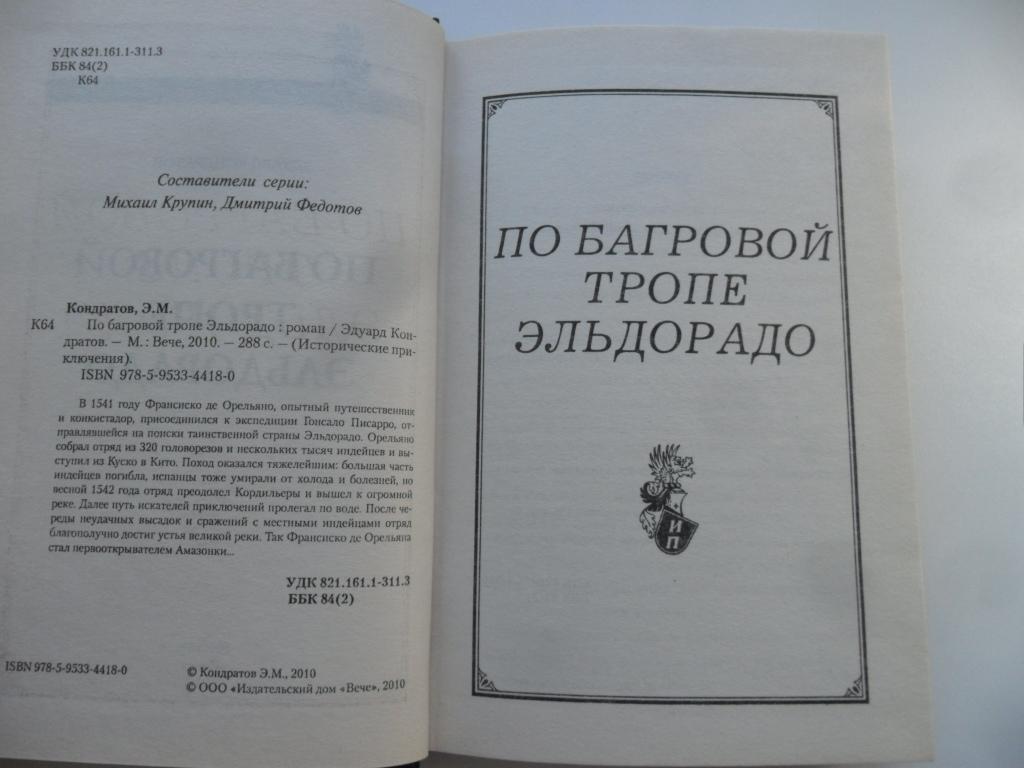 УДК 821.161.1-311.3
ББК 84(2)
К64
Составители серии:
Михаил Крупин, Дмитрий Федотов
Кондратов, Э.М.
К64 По багровой тропе Эльдорадо : роман / Эдуард Кон-
дратов. – М. : Вече, 2010. – 288 с. – (Исторические при-
ключения).
ISBN 978-5-9533-4418-0
В 1541 году Франсиско де Орельяно, опытный путешественник
и конкистадор, присоединился к экспедиции Гонсало Писарро, от-
правлявшейся на поиски таинственной страны Эльдорадо. Орельяно
собрал отряд из 320 головорезов и нескольких тысяч индейцев и вы-
ступил из Куско в Кито. Поход оказался тяжелейшим: большая часть
индейцев погибла, испанцы тоже умирали от холода и болезней, но
весной 1542 года отряд преодолел Кордильеры и вышел к огромной
реке. Далее путь искателей приключений пролегал по воде. После че-
реды неудачных высадок и сражений с местными индейцами отряд
благополучно достиг устья великой реки. Так Франсиско де Орельяна
стал первооткрывателем Амазонки...
УДК 821.161.1-311.3
ББК 84(2)
ISBN 978-5-9533-4418-0
© Кондратов Э.М., 2010
© ООО «Издательский дом «Вече», 2010
ПО БАГРОВОЙ
ТРОПЕ
ЭЛЬДОРАДО
И
П